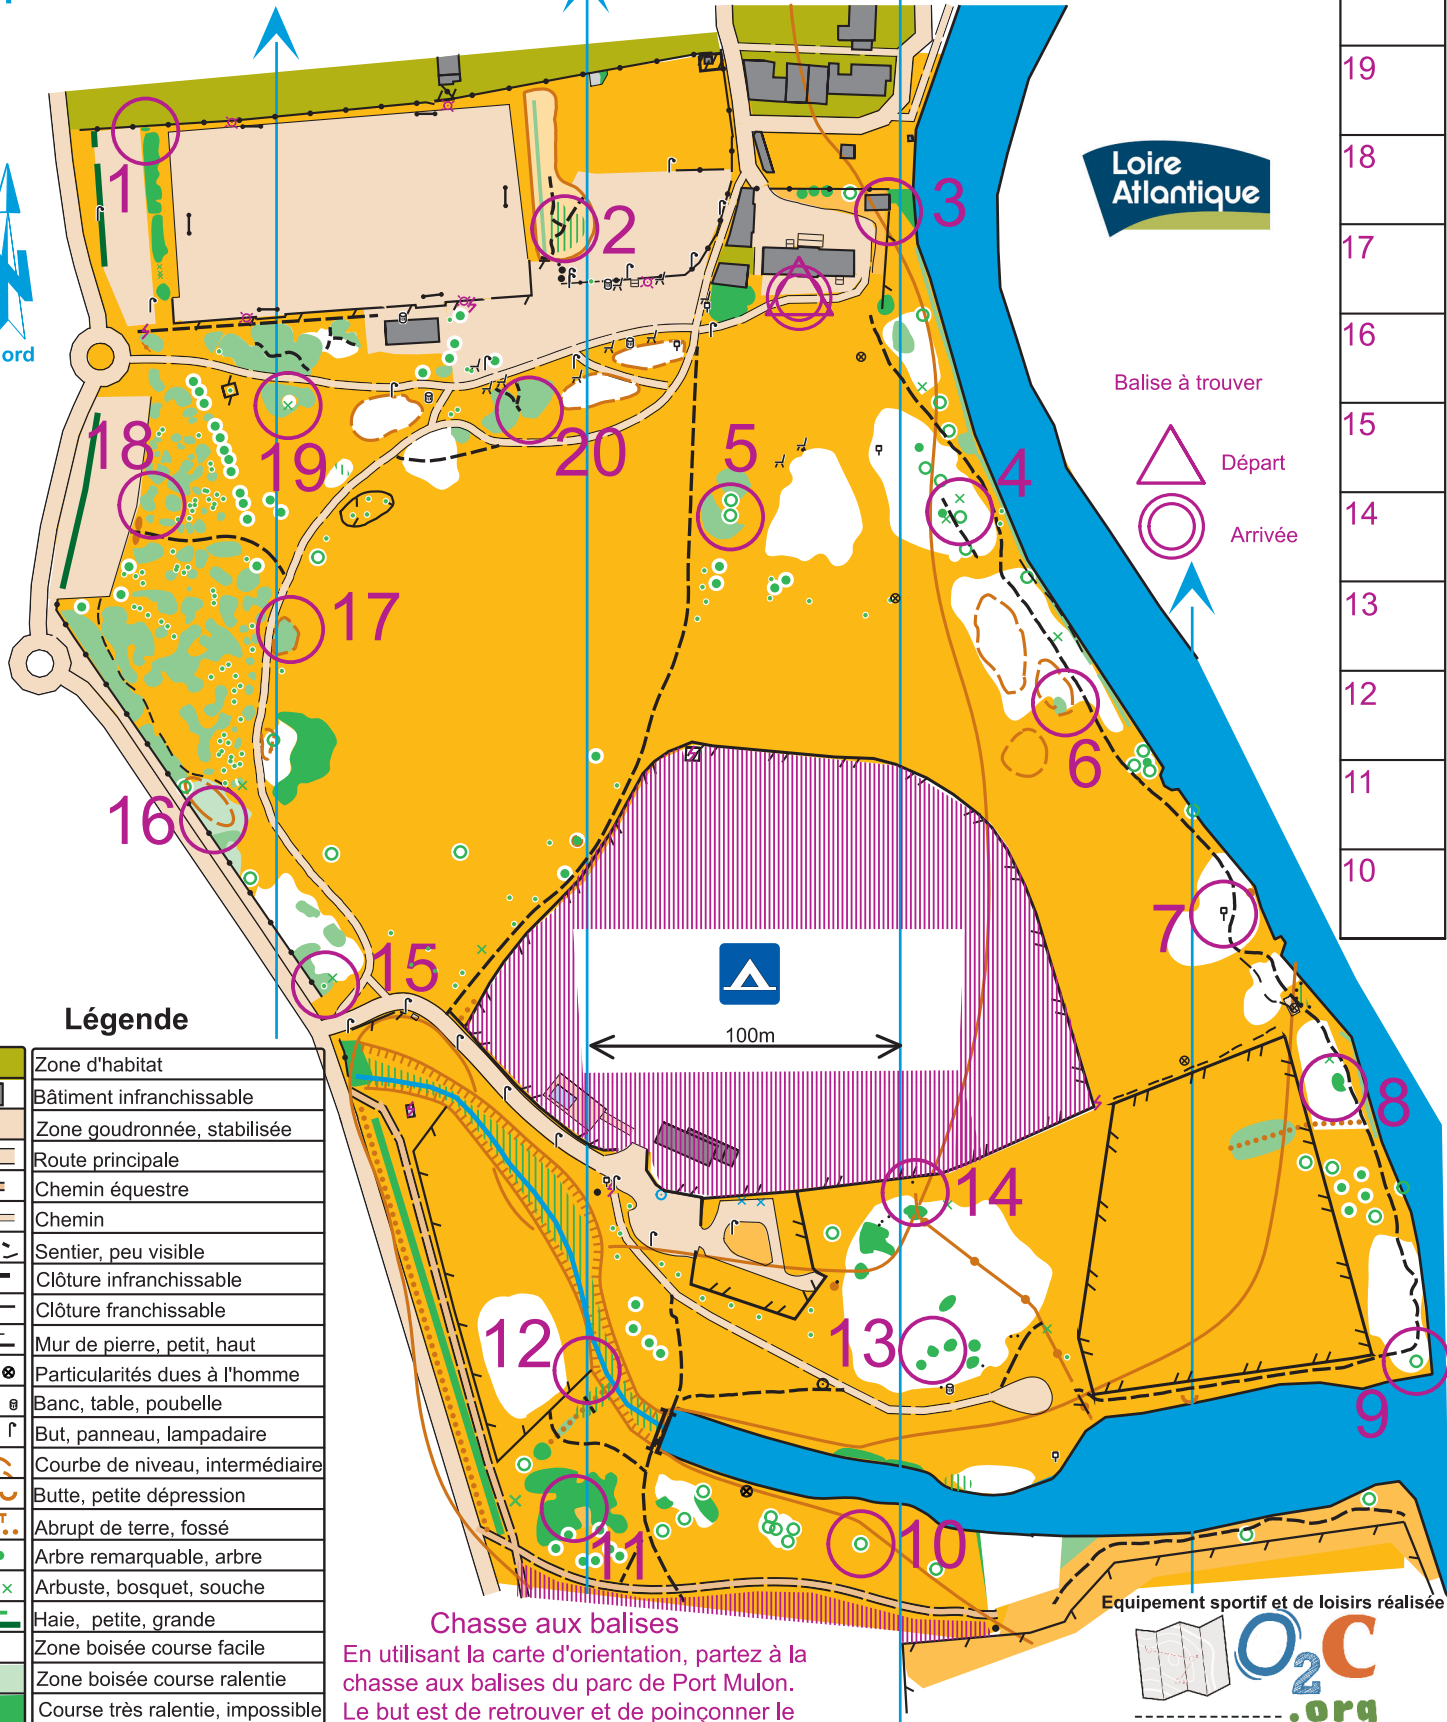 1
2
3
Loire
Atlantique
ord
19
18
17
16
15
14
13
12
11
10
Balise à trouver
Départ
Arrivée
18
19
20
5
4
17
6
16
7
15
100m
8
14
13
12
9
11
10
Légende
Zone d'habitat
Bâtiment infranchissable
Zone goudronnée, stabilisée
Route principale
Chemin équestre
Chemin
Sentier, peu visible
Clôture infranchissable
Clôture franchissable
Mur de pierre, petit, haut
Particularités dues à l'homme
Banc, table, poubelle
But, panneau, lampadaire
Courbe de niveau, intermédiaire
Butte, petite dépression
Abrupt de terre, fossé
Arbre remarquable, arbre
Arbuste, bosquet, souche
Haie, petite, grande
Zone boisée course facile
Zone boisée course ralentie
Course très ralentie, impossible
Chasse aux balises
En utilisant la carte d'orientation, partez à la
chasse aux balises du parc de Port Mulon.
Le but est de retrouver et de poinçonner le
Equipement sportif et de loisirs réalisée
O2C
.org